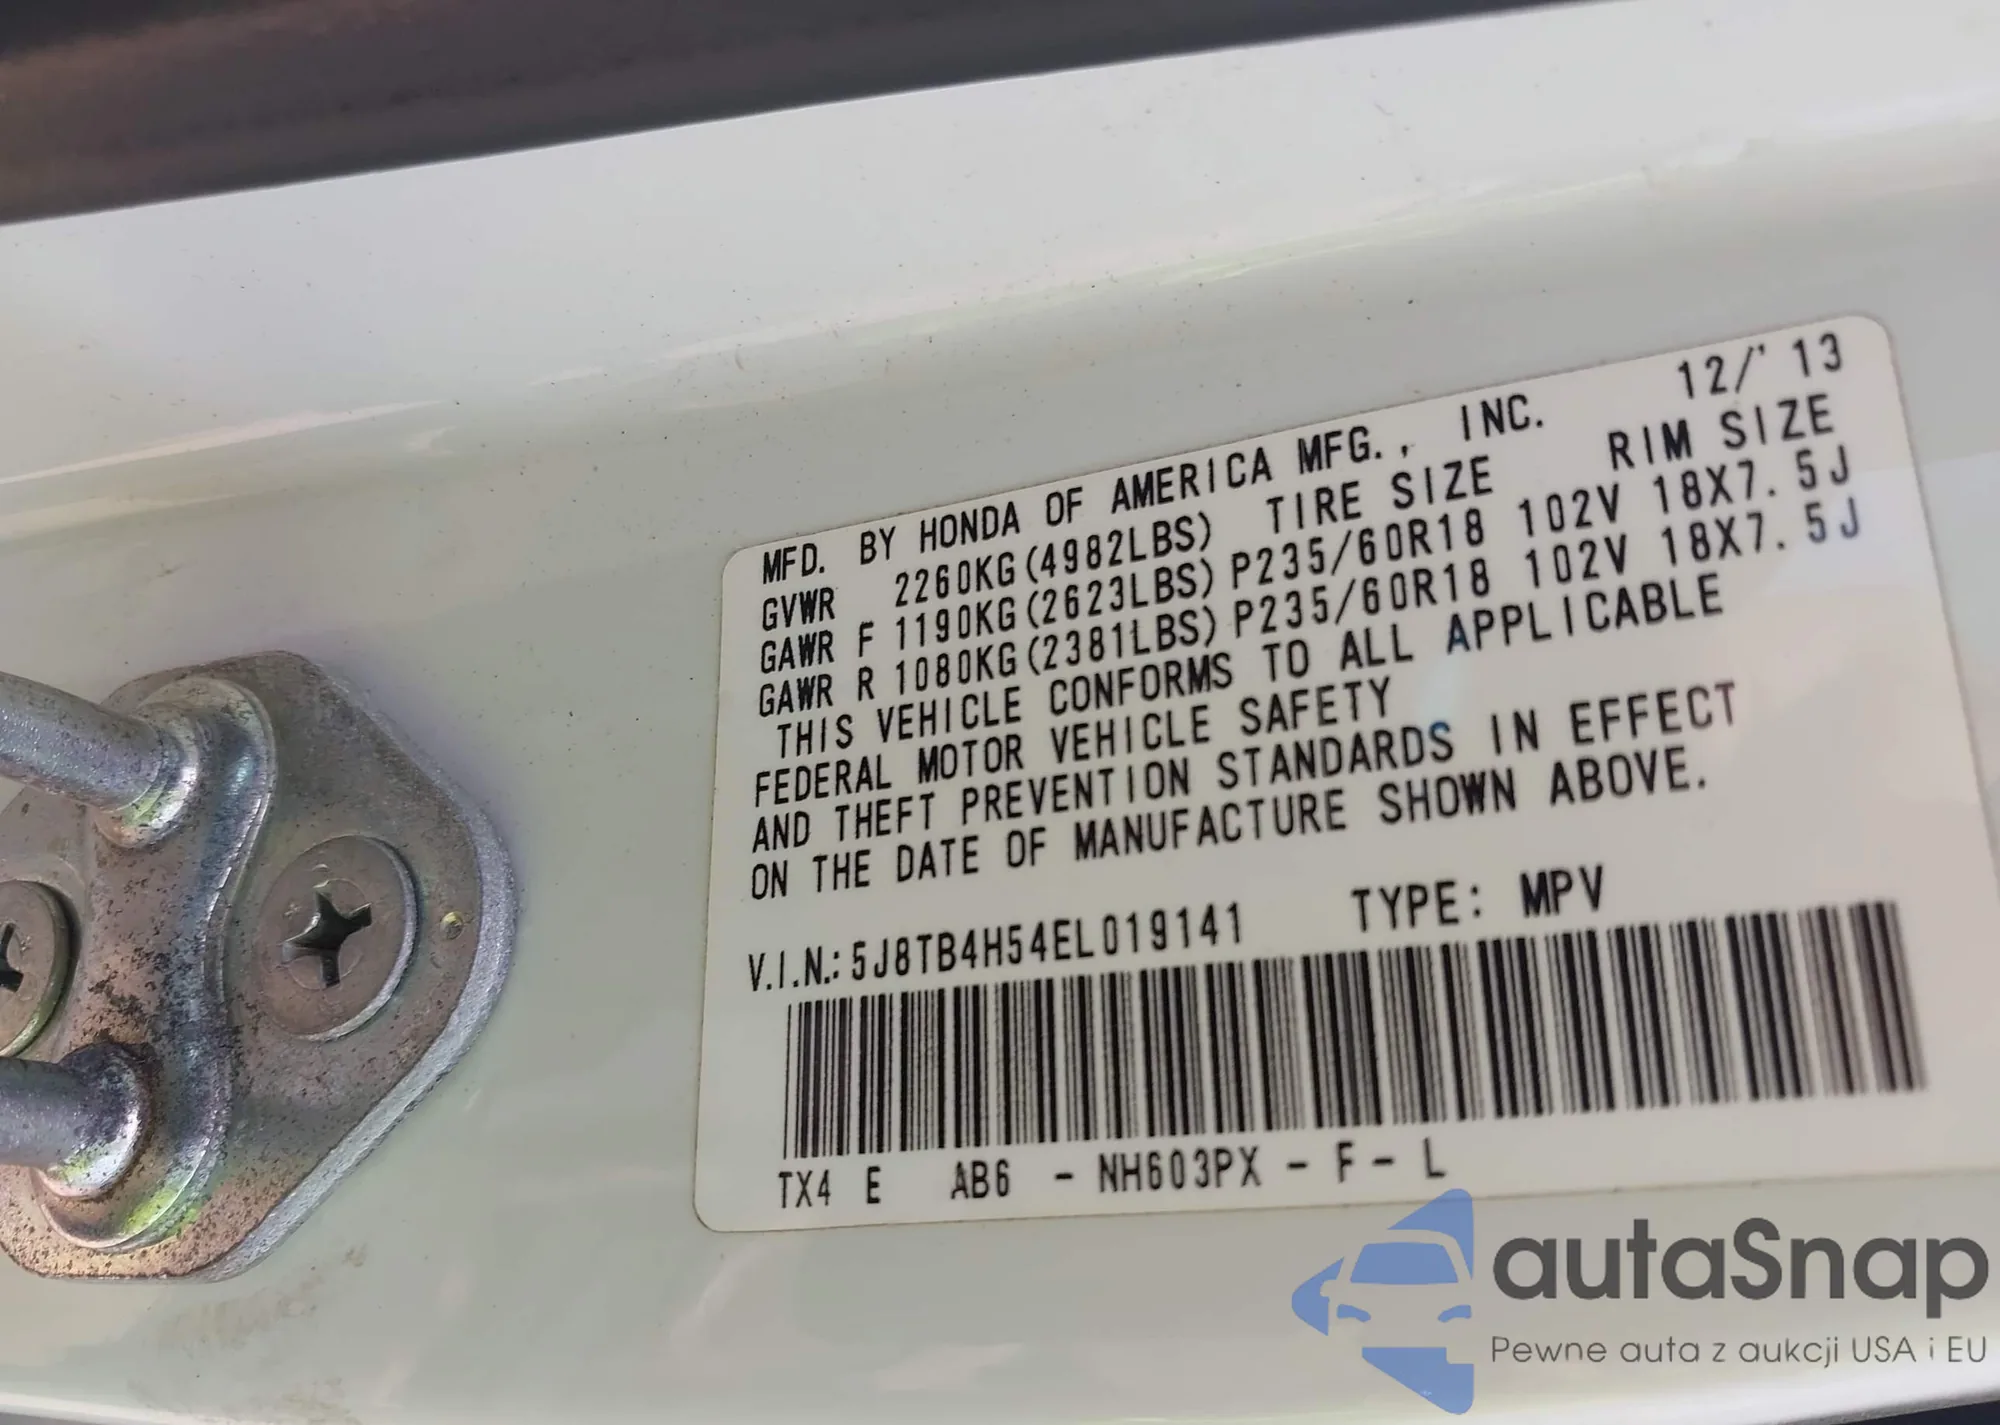 MFD. BY HONDA OF AMERICA MFG., INC. 12/'13
GVWR 2260KG(4982LBS) TIRE SIZE RIM SIZE
GAWR F 1190KG(2623LBS) P235/60R18 102V 18X7.5J
GAWR R 1080KG(2381LBS) P235/60R18 102V 18X7.5J
THIS VEHICLE CONFORMS TO ALL APPLICABLE
FEDERAL MOTOR VEHICLE SAFETY
AND THEFT PREVENTION STANDARDS IN EFFECT
ON THE DATE OF MANUFACTURE SHOWN ABOVE.
V.I.N.: 5J8TB4H54EL019141 TYPE: MPV
TX4 E AB6 - NH603PX - F - L
autaSnap
Pewne auta z aukcji USA i EU